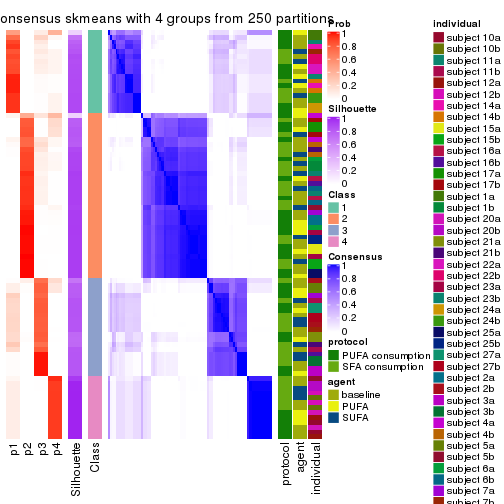 onsensus skmeans with 4 groups from 250 partitions
Prob
1
0.8
0.6
0.4
0.2
0
Silhouette
1
0.8
0.6
0.4
0.2
0
Class
1
2
3
4
Consensus
1
0.8
0.6
0.4
0.2
0
protocol
PUFA consumption
SFA consumption
agent
baseline
PUFA
SUFA
individual
subject 10a
subject 10b
subject 11a
subject 11b
subject 12a
subject 12b
subject 14a
subject 14b
subject 15a
subject 15b
subject 16a
subject 16b
subject 17a
subject 17b
subject 1a
subject 1b
subject 20a
subject 20b
subject 21a
subject 21b
subject 22a
subject 22b
subject 23a
subject 23b
subject 24a
subject 24b
subject 25a
subject 25b
subject 27a
subject 27b
subject 2a
subject 2b
subject 3a
subject 3b
subject 4a
subject 4b
subject 5a
subject 5b
subject 6a
subject 6b
subject 7a
subject 7b
p1
p2
p3
p4
Silhouette
Class
protocol
agent
individual